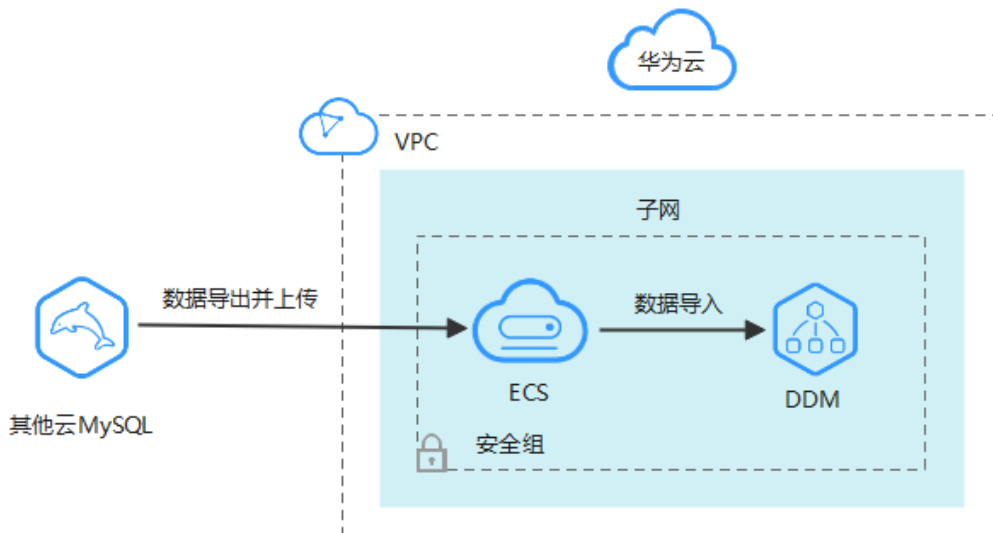 华为云
VPC
子网
数据导出并上传
数据导入
ECS
DDM
其他云MySQL
安全组